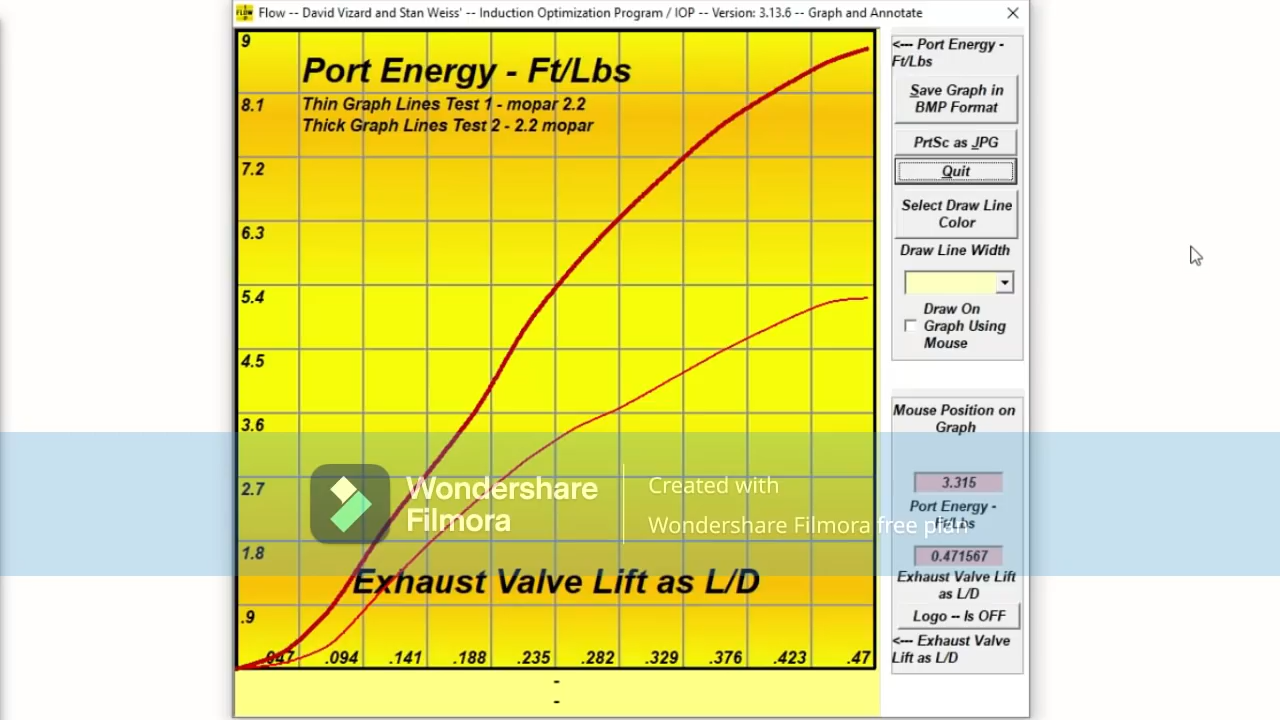 Flow -- David Vizard and Stan Weiss' -- Induction Optimization Program / IOP -- Version: 3.13.6 -- Graph and Annotate
9
Port Energy - Ft/Lbs
Thin Graph Lines Test 1 - mopar 2.2
Thick Graph Lines Test 2 - 2.2 mopar
8.1
7.2
6.3
5.4
4.5
3.6
2.7
1.8
.9
Exhaust Valve Lift as L/D
.047 .094 .141 .188 .235 .282 .329 .376 .423 .47
-
-
<--- Port Energy -
Ft/Lbs
Save Graph in
BMP Format
PrtSc as JPG
Quit
Select Draw Line
Color
Draw Line Width
Draw On
Graph Using
Mouse
Mouse Position on
Graph
3.315
Port Energy -
Ft/Lbs
0.471567
Exhaust Valve Lift
as L/D
Logo -- Is OFF
<--- Exhaust Valve
Lift as L/D
Wondershare
Filmora
Created with
Wondershare Filmora free plan